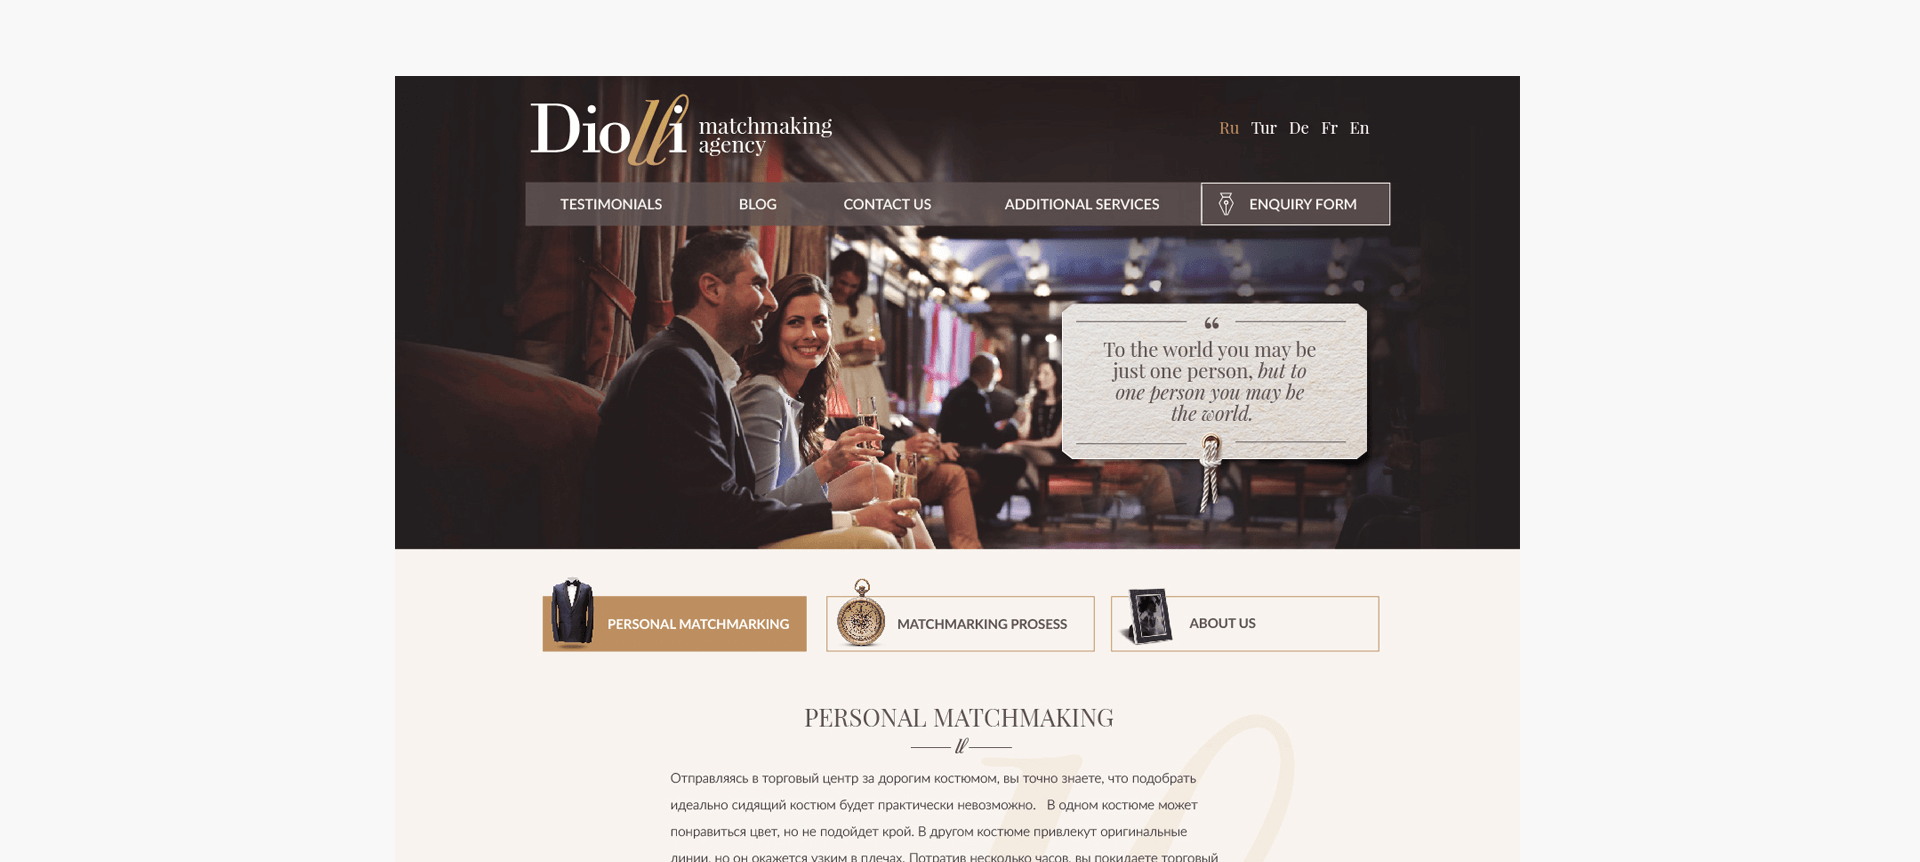 Diolli matchmaking
agency
Ru Tur De Fr En
TESTIMONIALS BLOG CONTACT US ADDITIONAL SERVICES ENQUIRY FORM
“
To the world you may be
just one person, but to
one person you may be
the world.
PERSONAL MATCHMARKING MATCHMARKING PROSESS ABOUT US
PERSONAL MATCHMAKING
ll
Отправляясь в торговый центр за дорогим костюмом, вы точно знаете, что подобрать
идеально сидящий костюм будет практически невозможно. В одном костюме может
понравиться цвет, но не подойдет крой. В другом костюме привлекут оригинальные
линии, но он окажется узким в плечах. Потратив несколько часов, вы покидаете торговый